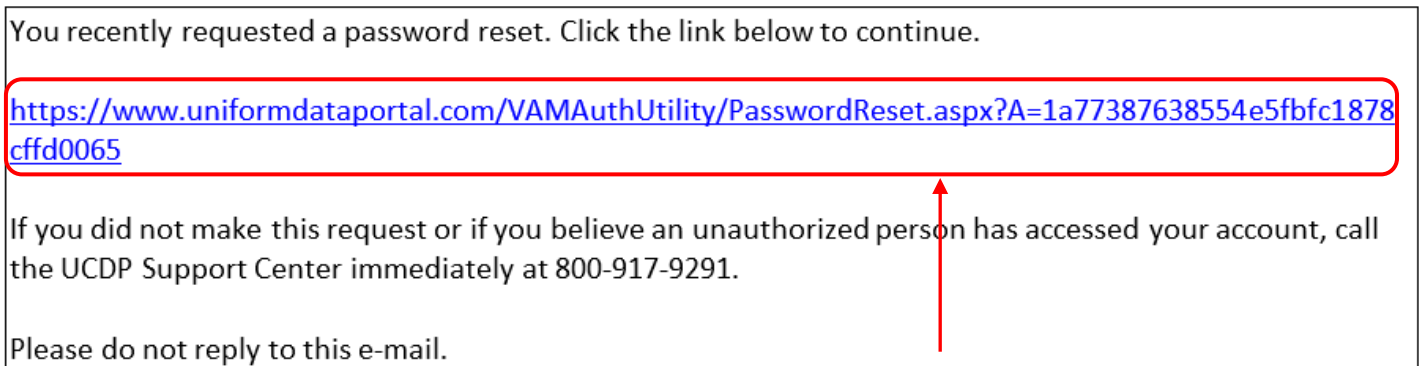 You recently requested a password reset. Click the link below to continue.
https://www.uniformdataportal.com/VAMAuthUtility/PasswordReset.aspx?A=1a77387638554e5fbfc1878
cffd0065
If you did not make this request or if you believe an unauthorized person has accessed your account, call
the UCDP Support Center immediately at 800-917-9291.
Please do not reply to this e-mail.